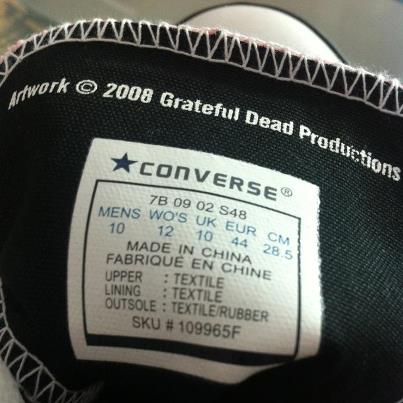 Artwork © 2008 Grateful Dead Productions
★CONVERSE®
7B 09 02 S48
MENS WO'S UK EUR CM
10 12 10 44 28.5
MADE IN CHINA
FABRIQUE EN CHINE
UPPER : TEXTILE
LINING : TEXTILE
OUTSOLE : TEXTILE/RUBBER
SKU # 109965F